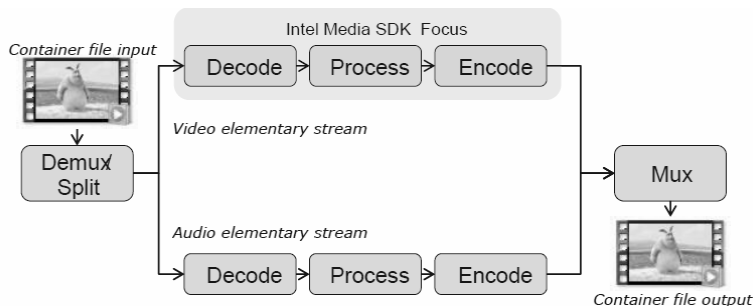 Intel Media SDK Focus
Container file input
Decode
Process
Encode
Video elementary stream
Demux/
Split
Mux
Audio elementary stream
Decode
Process
Encode
Container file output